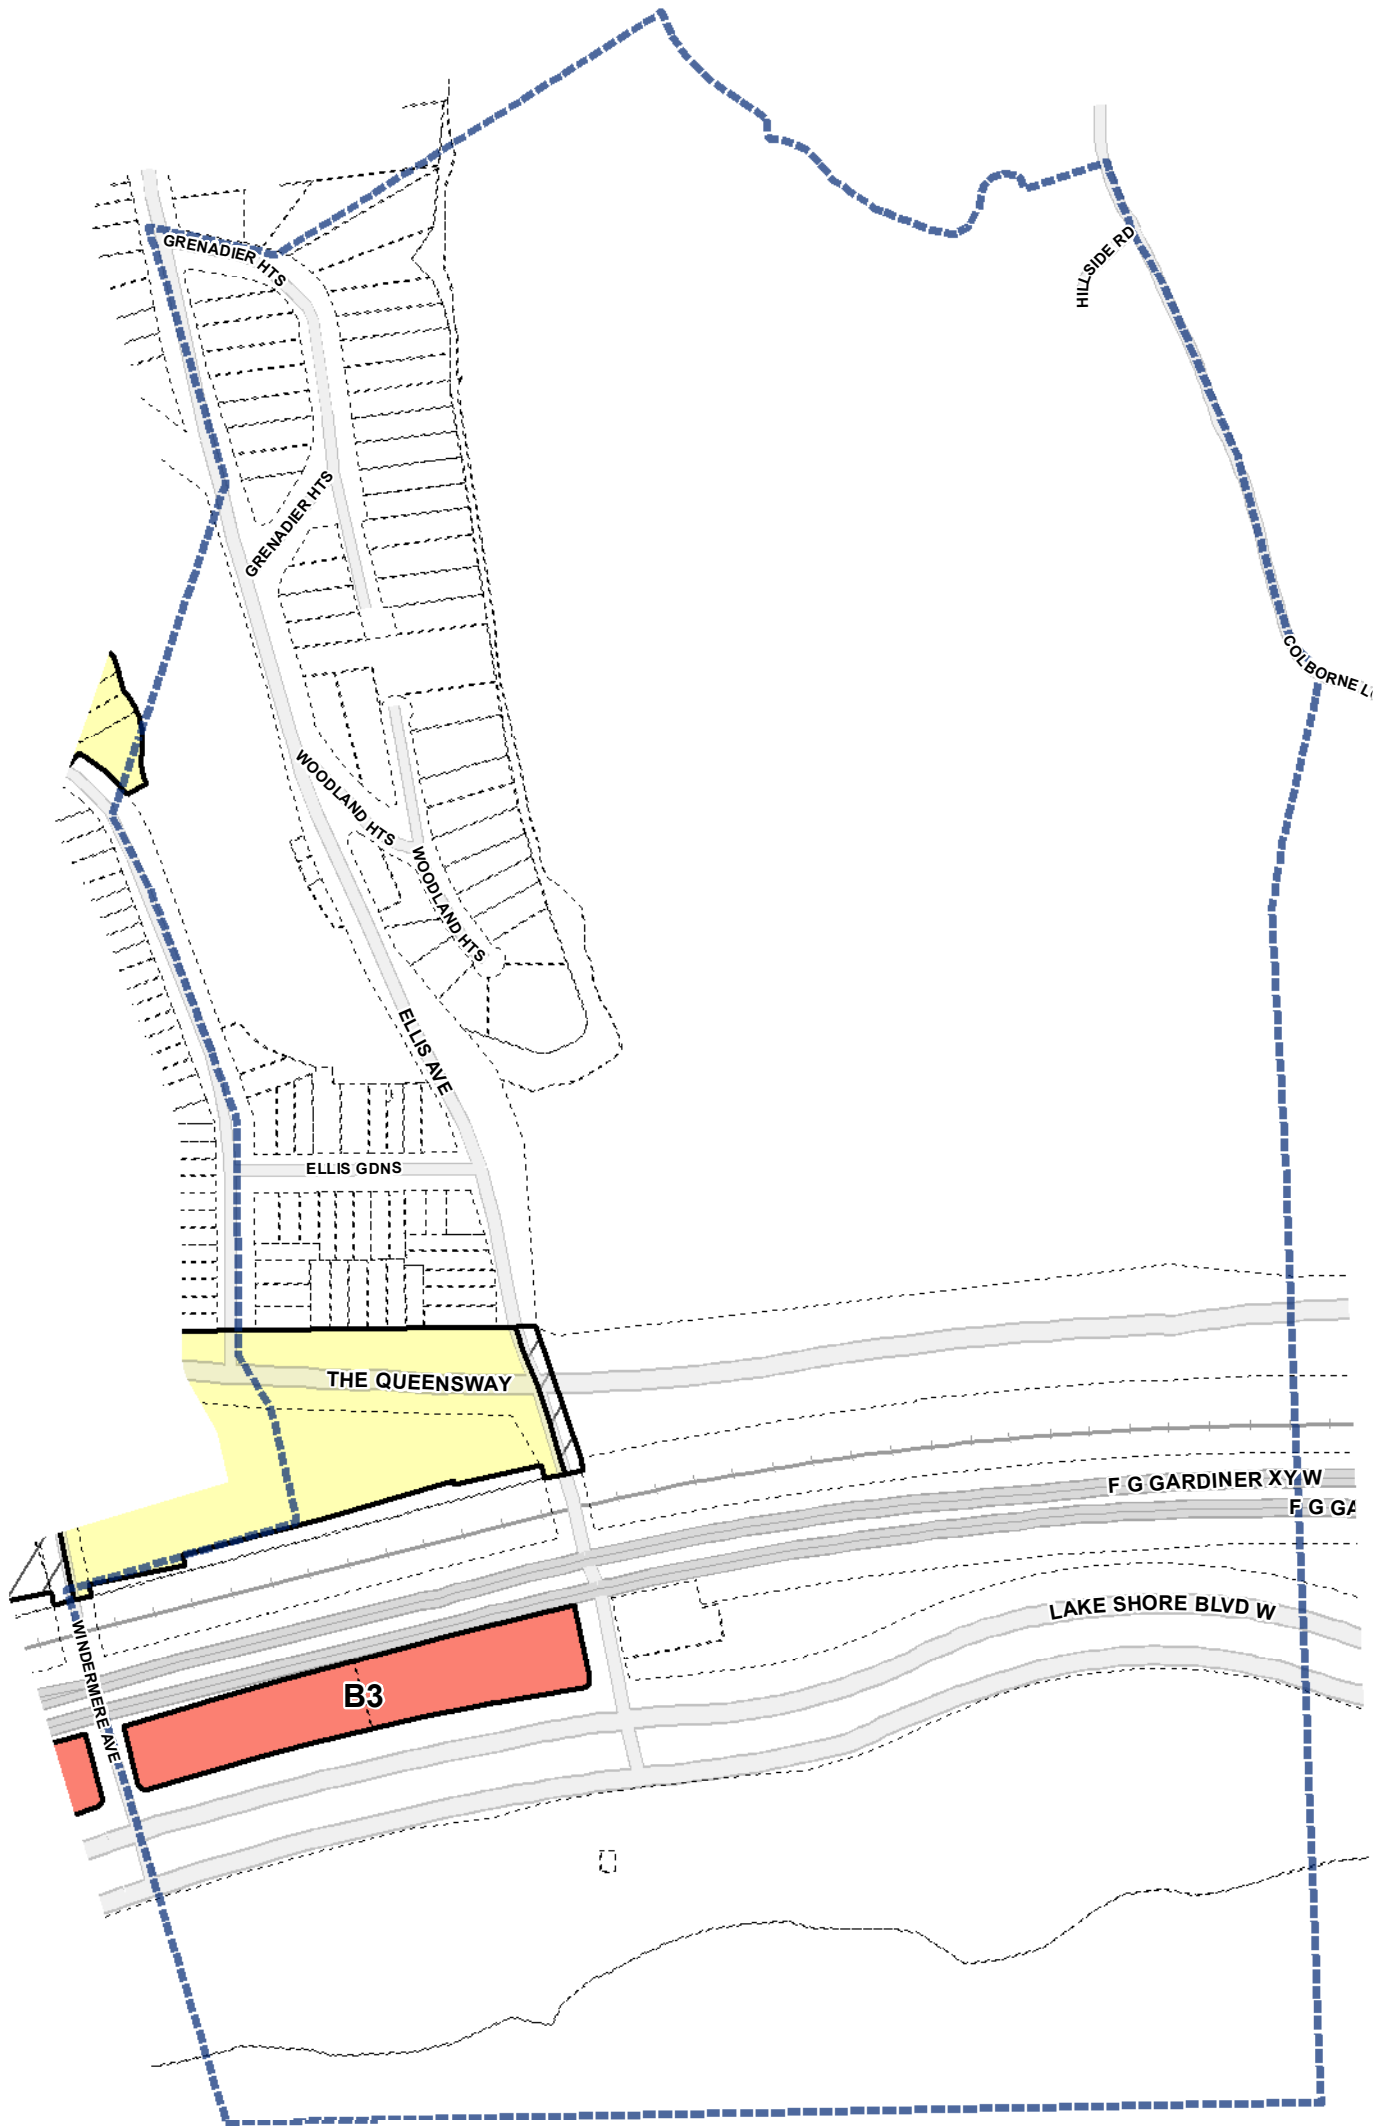 GRENADIER HTS
HILLSIDE RD
GRENADIER HTS
COLBORNE L
WOODLAND HTS
WOODLAND HTS
ELLIS AVE
ELLIS GDNS
THE QUEENSWAY
F G GARDINER XY W
F G GA
LAKE SHORE BLVD W
WINDERMERE AVE
B3